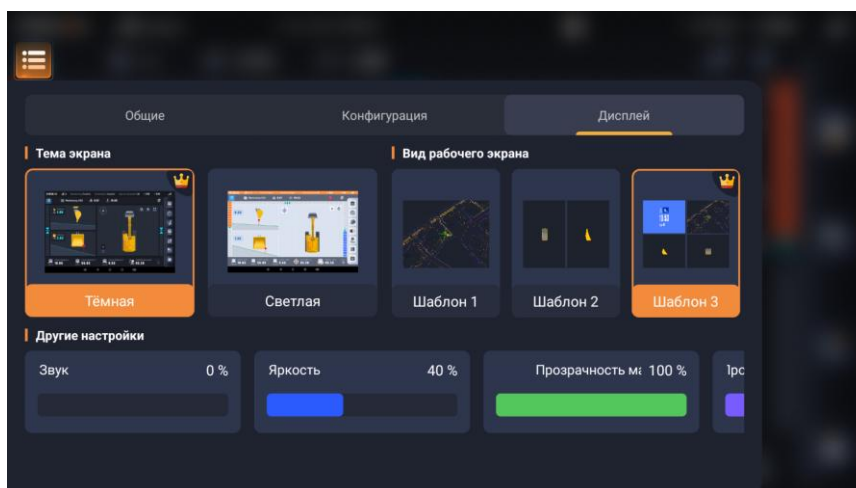 Общие
Конфигурация
Дисплей
Тема экрана
Вид рабочего экрана
Тёмная
Светлая
Шаблон 1
Шаблон 2
Шаблон 3
Другие настройки
Звук 0 %
Яркость 40 %
Прозрачность 100 %